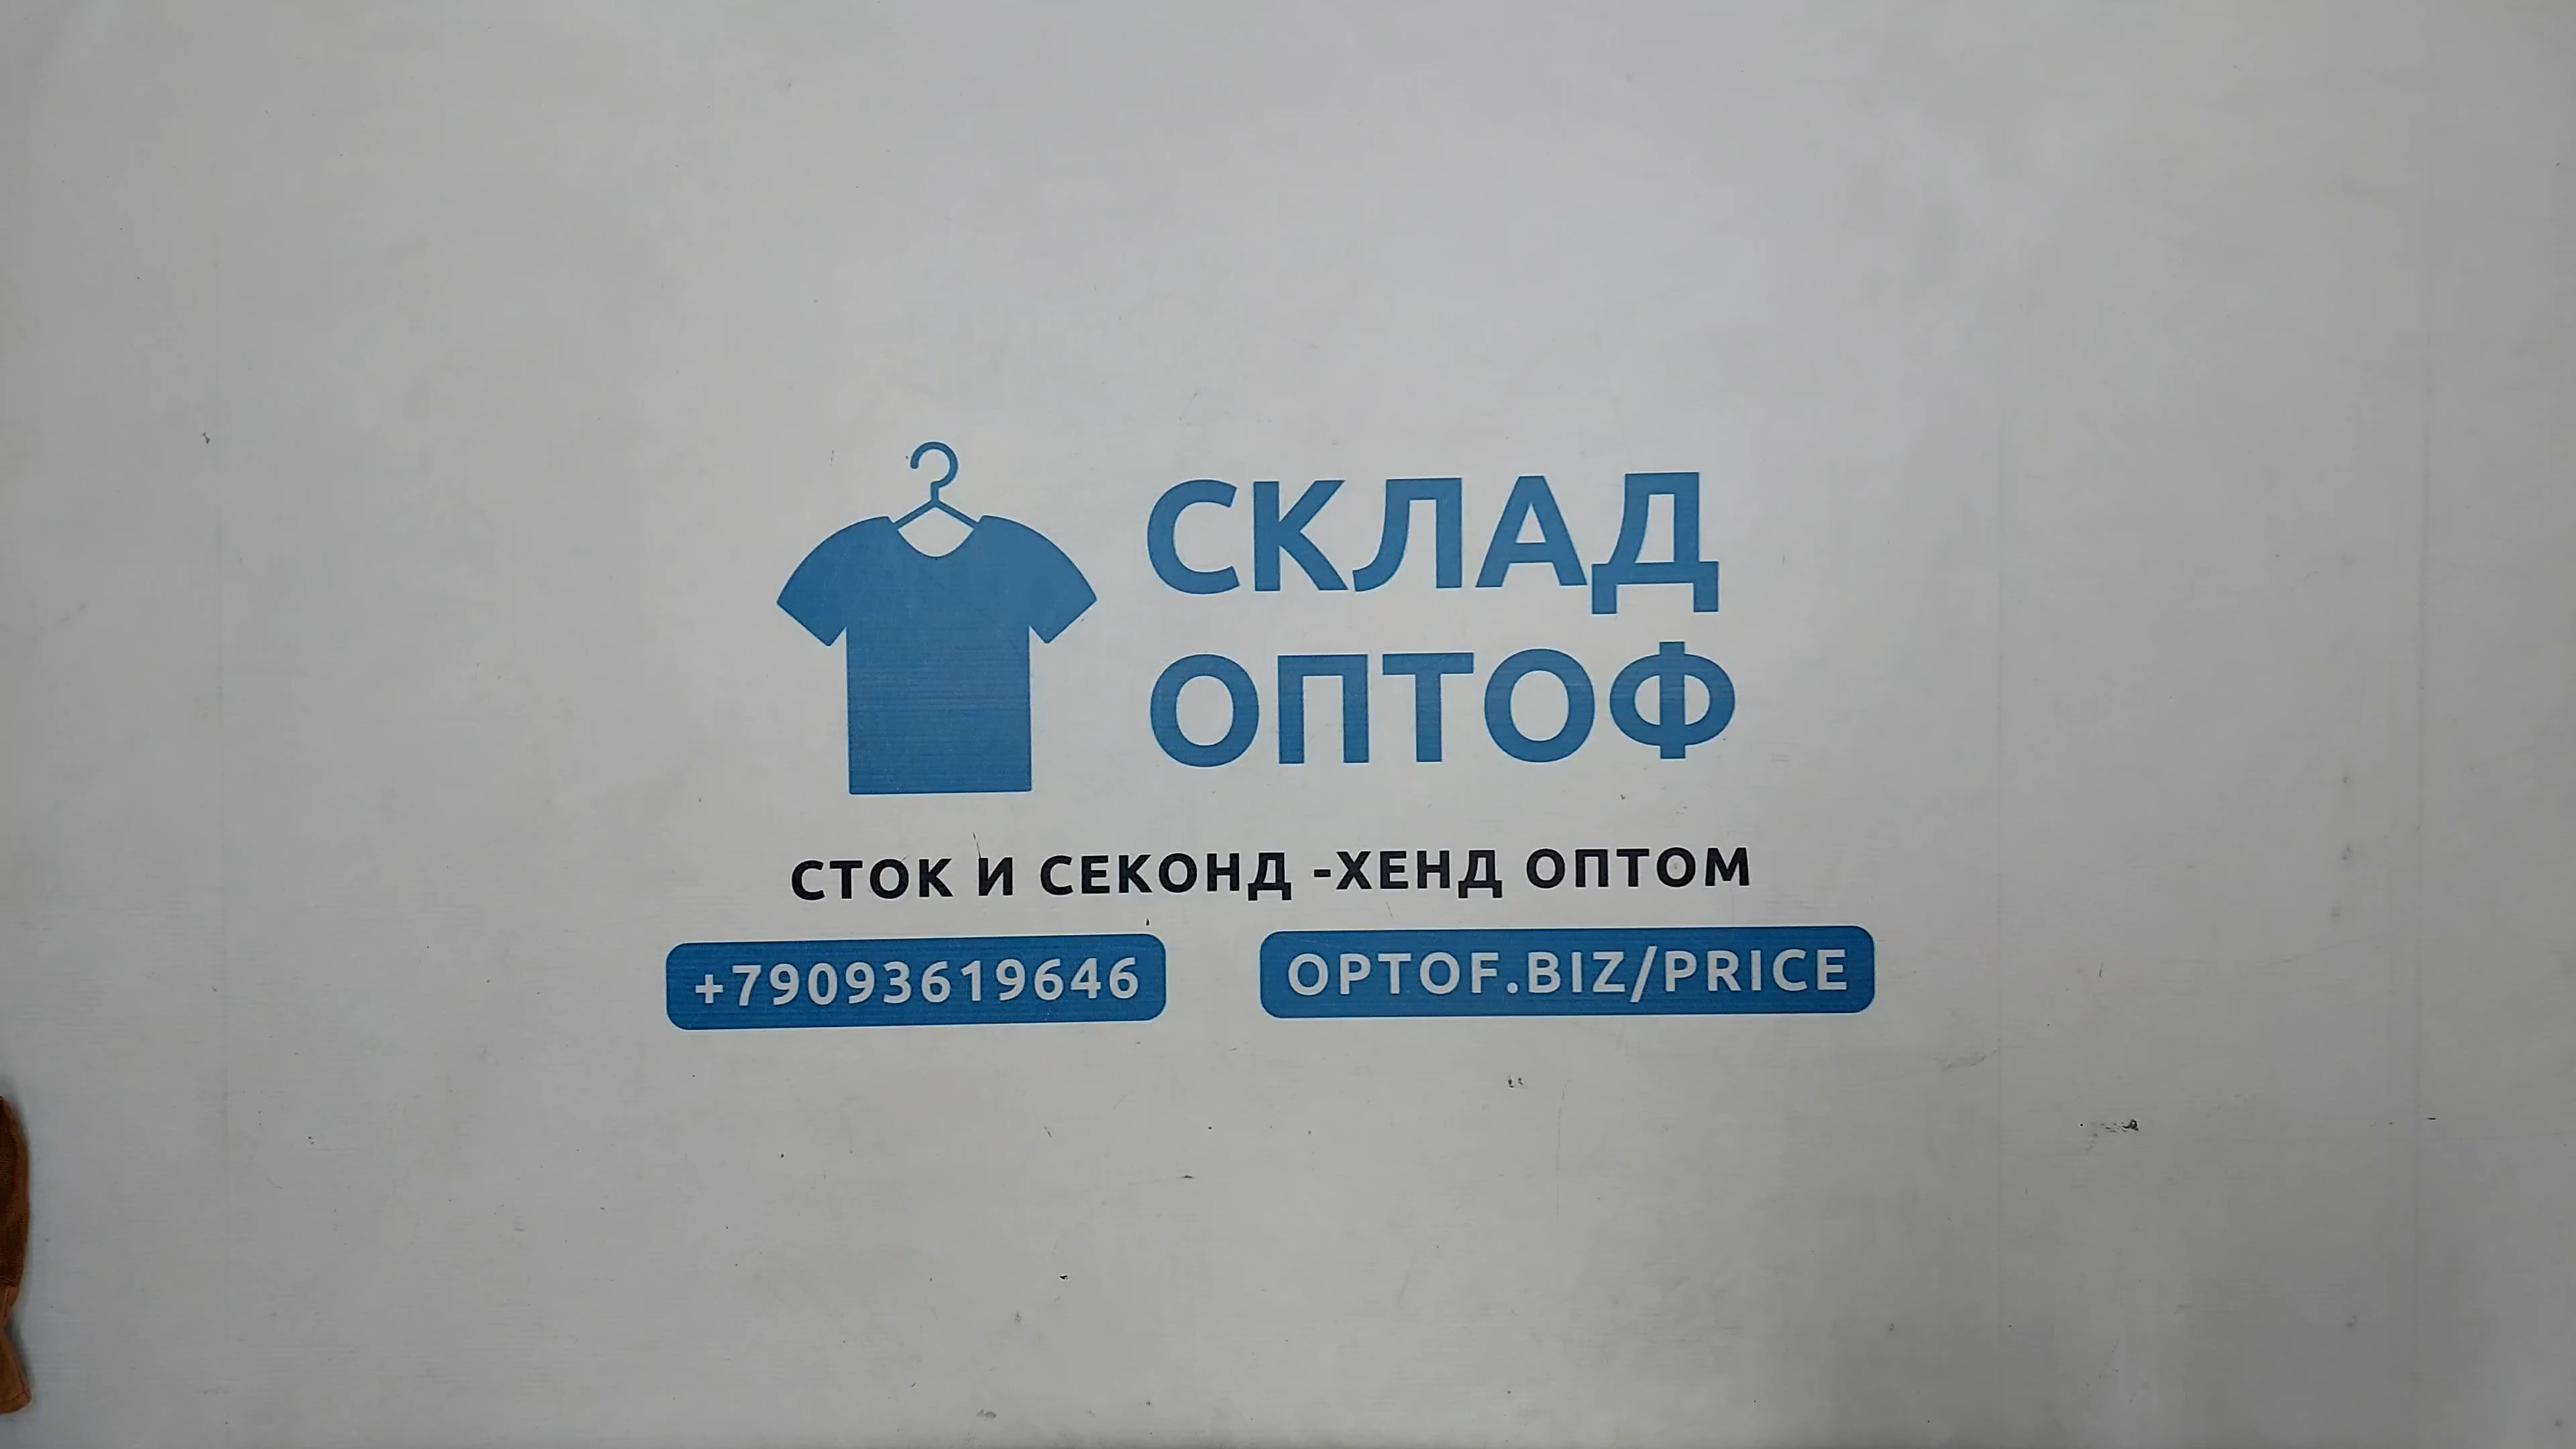 СКЛАД
ОПТОФ
СТОК И СЕКОНД -ХЕНД ОПТОМ
+79093619646
OPTOF.BIZ/PRICE